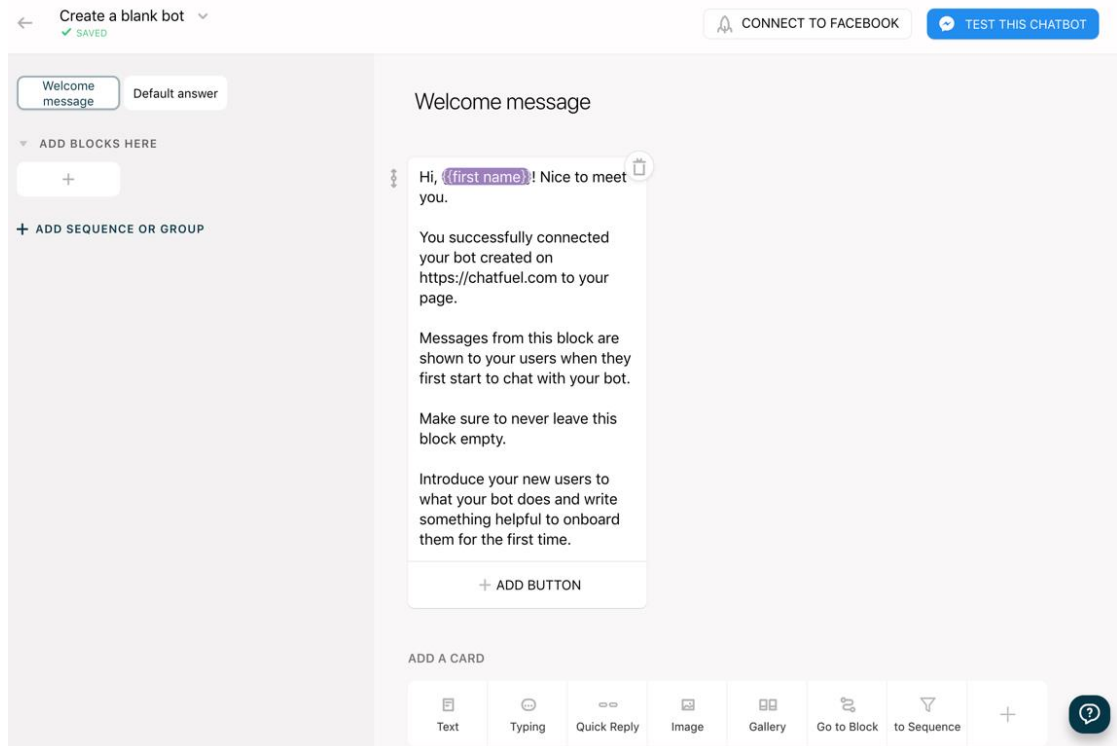 Create a blank bot
SAVED
CONNECT TO FACEBOOK
TEST THIS CHATBOT
Welcome
message
Default answer
ADD BLOCKS HERE
+
+ ADD SEQUENCE OR GROUP
Welcome message
Hi, {{first name}}! Nice to meet
you.
You successfully connected
your bot created on
https://chatfuel.com to your
page.
Messages from this block are
shown to your users when they
first start to chat with your bot.
Make sure to never leave this
block empty.
Introduce your new users to
what your bot does and write
something helpful to onboard
them for the first time.
+ ADD BUTTON
ADD A CARD
Text
Typing
Quick Reply
Image
Gallery
Go to Block
to Sequence
+
?